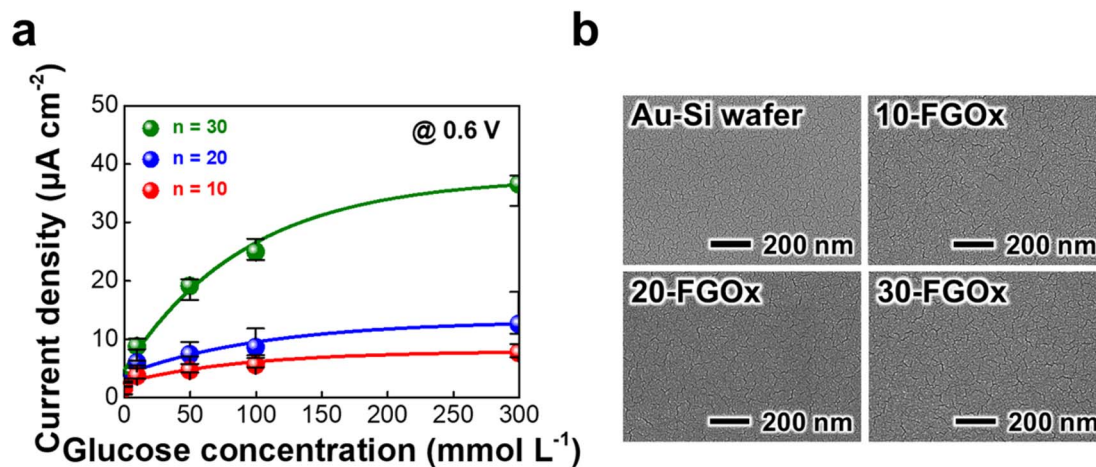 a
Current density (µA cm-2)
50
40
30
20
10
0
n = 30
n = 20
n = 10
@ 0.6 V
0 50 100 150 200 250 300
Glucose concentration (mmol L-1)
b
Au-Si wafer
200 nm
10-FGOx
200 nm
20-FGOx
200 nm
30-FGOx
200 nm